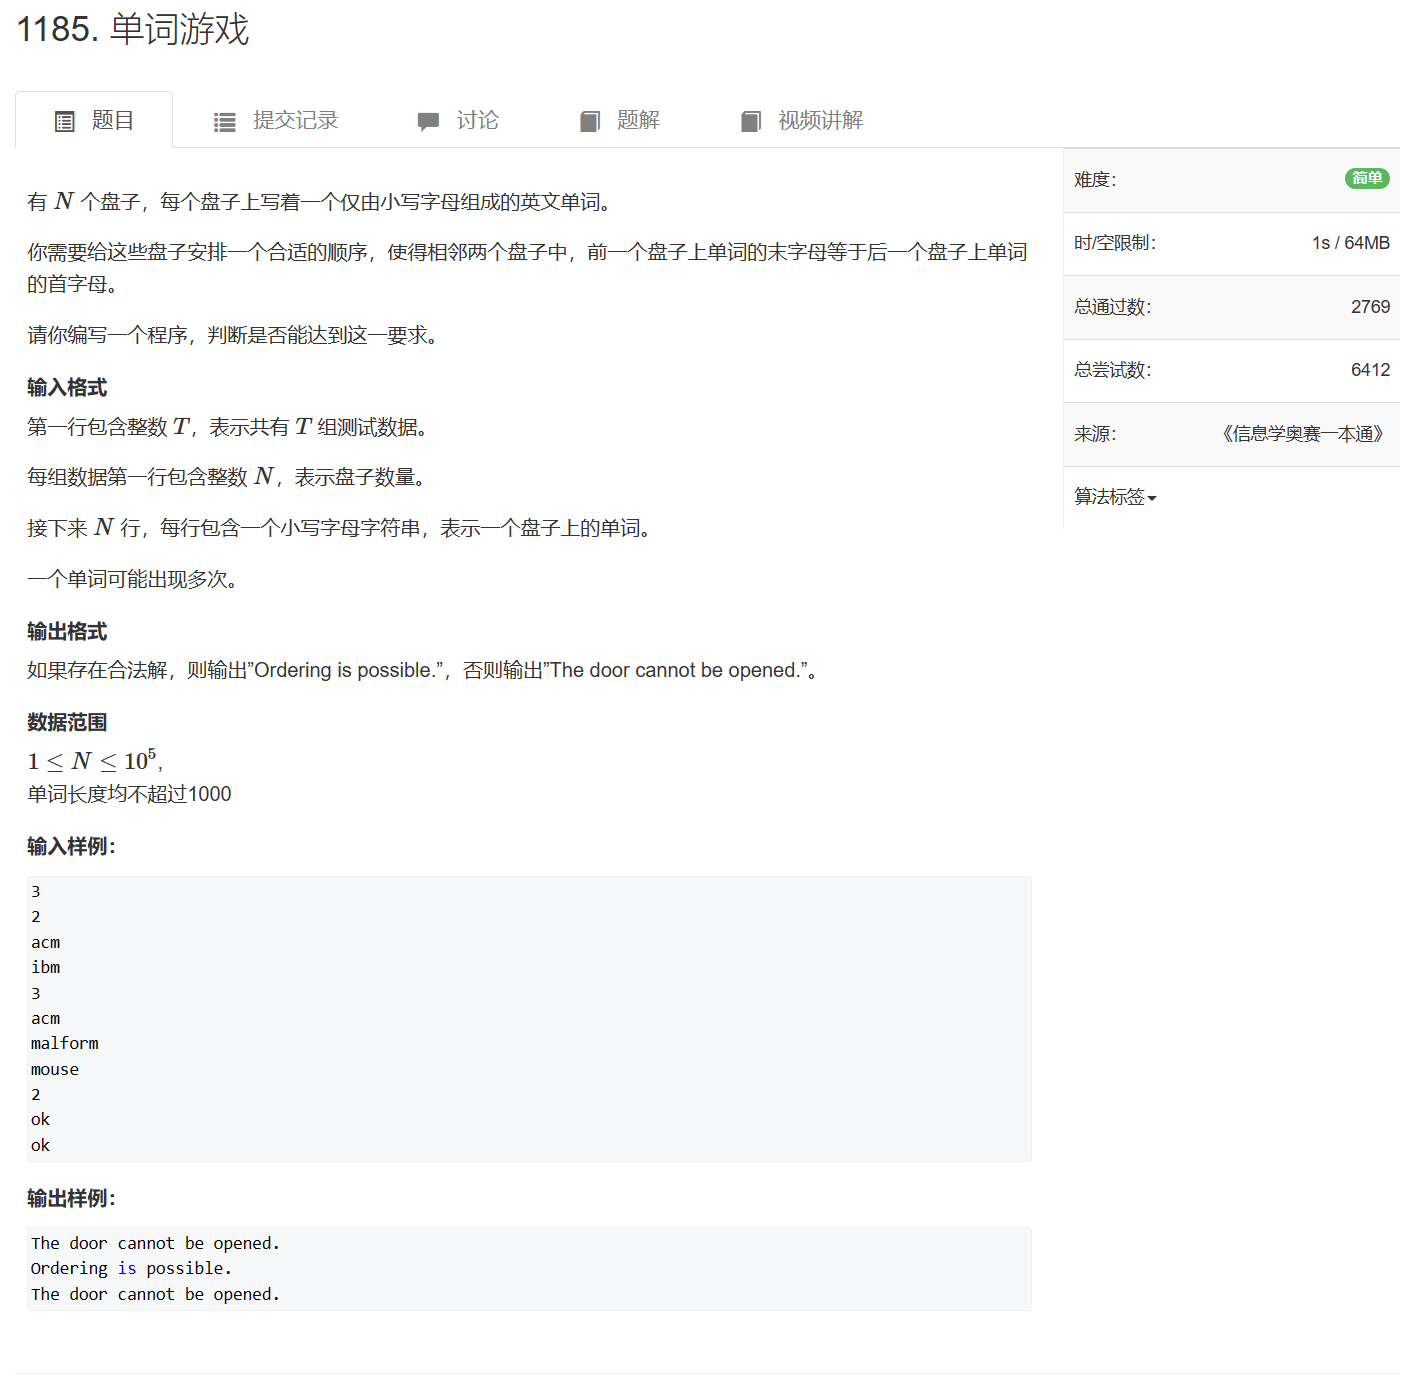 1185. 单词游戏
题目
提交记录
讨论
题解
视频讲解
有 N 个盘子，每个盘子上写着一个仅由小写字母组成的英文单词。
你需要给这些盘子安排一个合适的顺序，使得相邻两个盘子中，前一个盘子上单词的末字母等于后一个盘子上单词
的首字母。
请你编写一个程序，判断是否能达到这一要求。
输入格式
第一行包含整数 T，表示共有 T 组测试数据。
每组数据第一行包含整数 N，表示盘子数量。
接下来 N 行，每行包含一个小写字母字符串，表示一个盘子上的单词。
一个单词可能出现多次。
输出格式
如果存在合法解，则输出”Ordering is possible.”，否则输出”The door cannot be opened.”。
数据范围
1 ≤ N ≤ 10⁵,
单词长度均不超过1000
输入样例：
3
2
acm
ibm
3
acm
malform
mouse
2
ok
ok
输出样例：
The door cannot be opened.
Ordering is possible.
The door cannot be opened.
难度： 简单
时/空限制： 1s / 64MB
总通过数： 2769
总尝试数： 6412
来源： 《信息学奥赛一本通》
算法标签